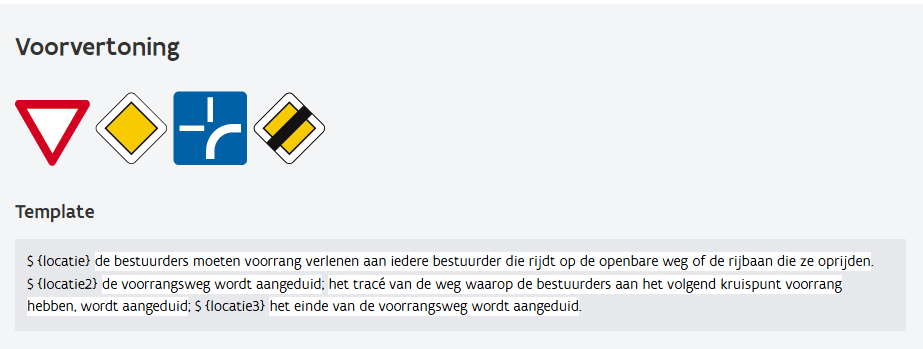 Voorvertoning
Template
$ {locatie} de bestuurders moeten voorrang verlenen aan iedere bestuurder die rijdt op de openbare weg of de rijbaan die ze oprijden.
$ {locatie2} de voorrangsweg wordt aangeduid; het tracé van de weg waarop de bestuurders aan het volgend kruispunt voorrang
hebben, wordt aangeduid; $ {locatie3} het einde van de voorrangsweg wordt aangeduid.